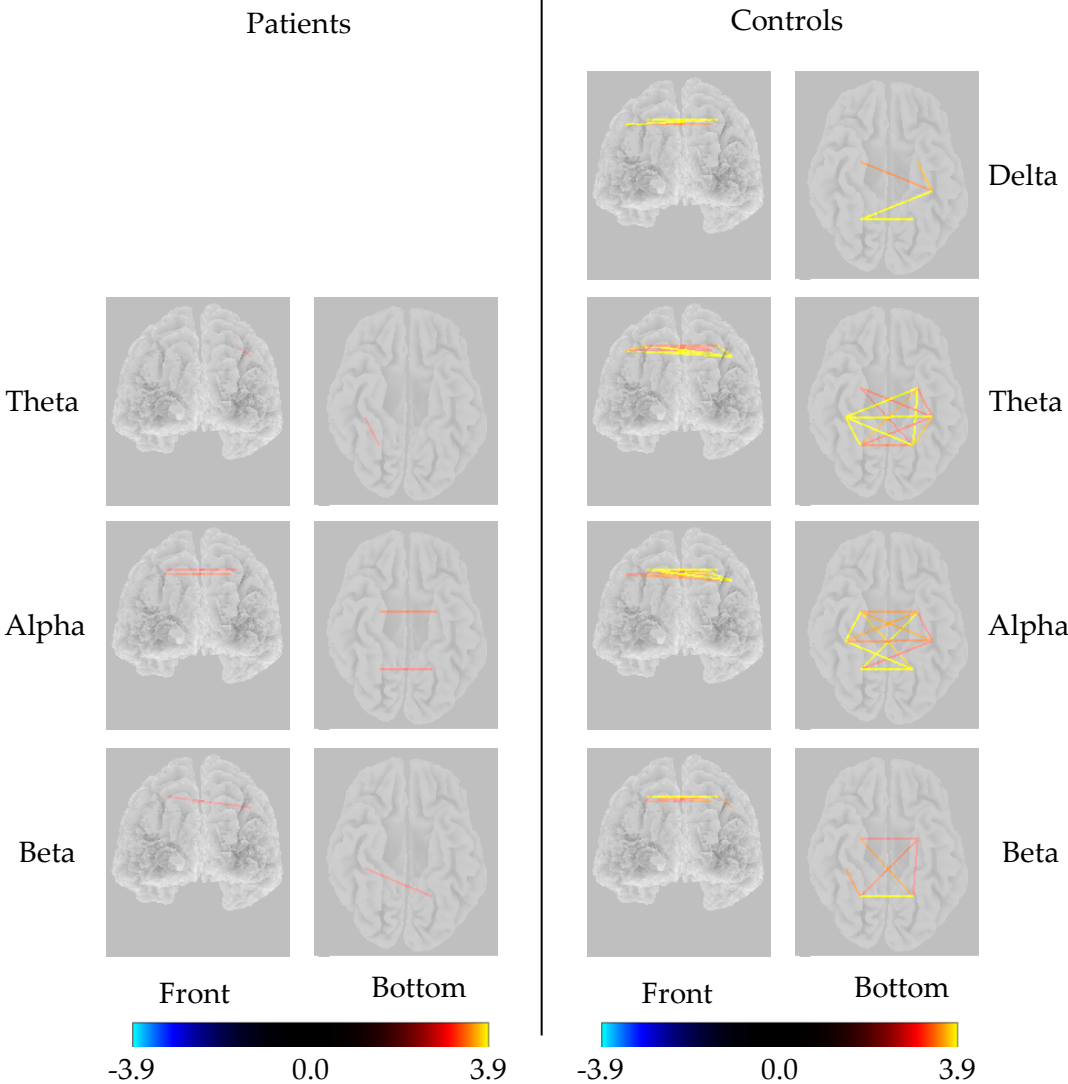 Patients
Controls
Delta
Theta
Theta
Alpha
Alpha
Beta
Beta
Front
Bottom
Front
Bottom
-3.9
0.0
3.9
-3.9
0.0
3.9